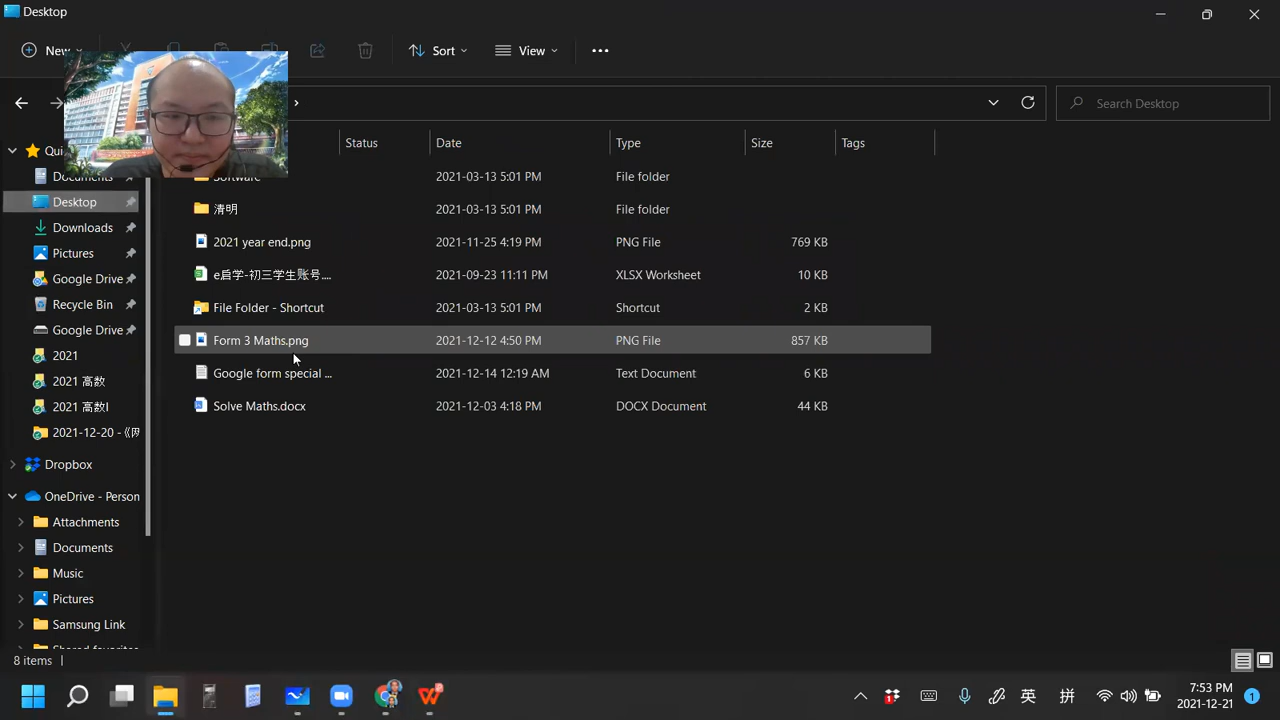 Desktop
New
Sort
View
Search Desktop
Status Date Type Size Tags
Software 2021-03-13 5:01 PM File folder
清明 2021-03-13 5:01 PM File folder
2021 year end.png 2021-11-25 4:19 PM PNG File 769 KB
e启学-初三学生账号.... 2021-09-23 11:11 PM XLSX Worksheet 10 KB
File Folder - Shortcut 2021-03-13 5:01 PM Shortcut 2 KB
Form 3 Maths.png 2021-12-12 4:50 PM PNG File 857 KB
Google form special ... 2021-12-14 12:19 AM Text Document 6 KB
Solve Maths.docx 2021-12-03 4:18 PM DOCX Document 44 KB
Qui
Documents
Desktop
Downloads
Pictures
Google Drive
Recycle Bin
Google Drive
2021
2021 高数
2021 高数I
2021-12-20 -《网
Dropbox
OneDrive - Person
Attachments
Documents
Music
Pictures
Samsung Link
Shared favorites
8 items
英
拼
7:53 PM
2021-12-21
1